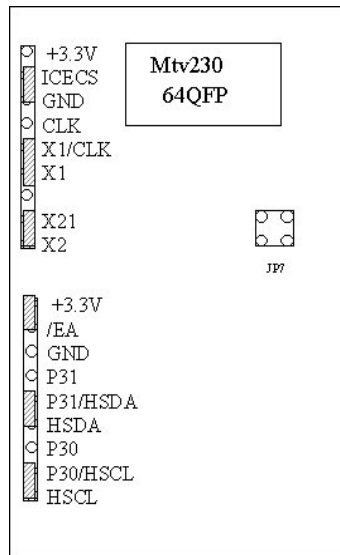 +3.3V
ICECS
GND
CLK
X1/CLK
X1
X21
X2
Mtv230
64QFP
JP7
+3.3V
/EA
GND
P31
P31/HSDA
HSDA
P30
P30/HSCL
HSCL